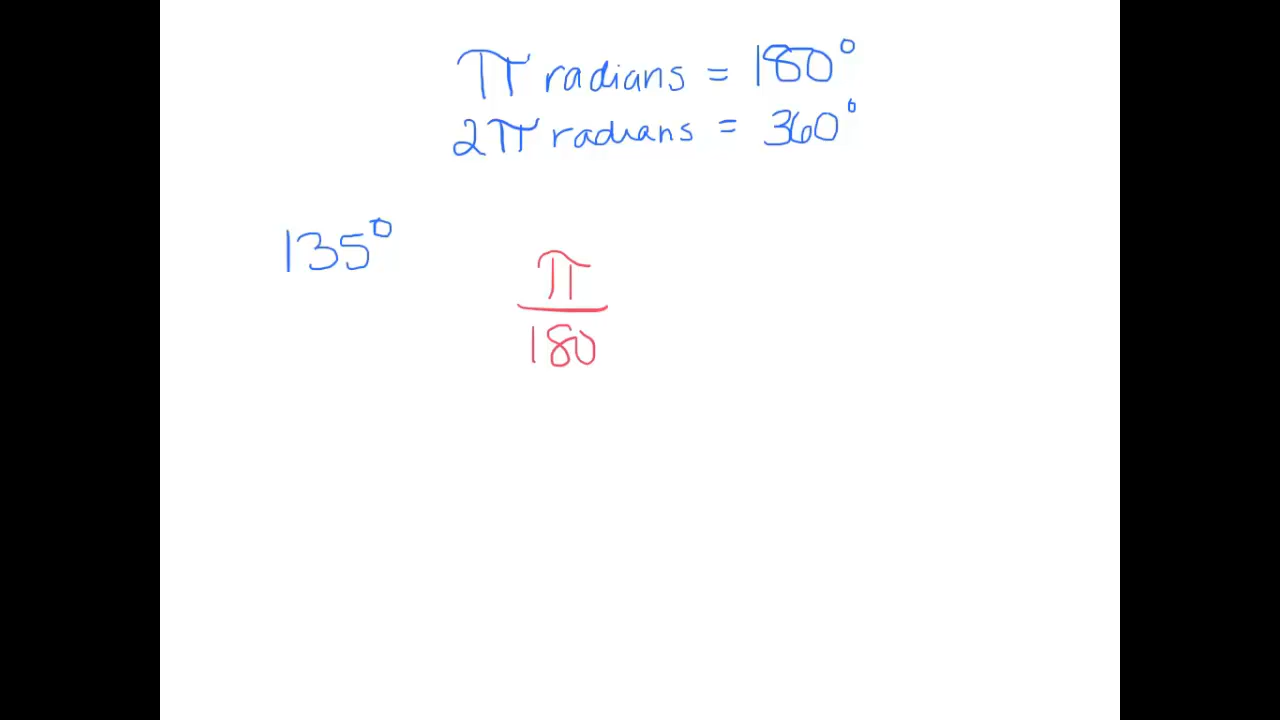 π radians = 180°
2π radians = 360°
135°
π
180